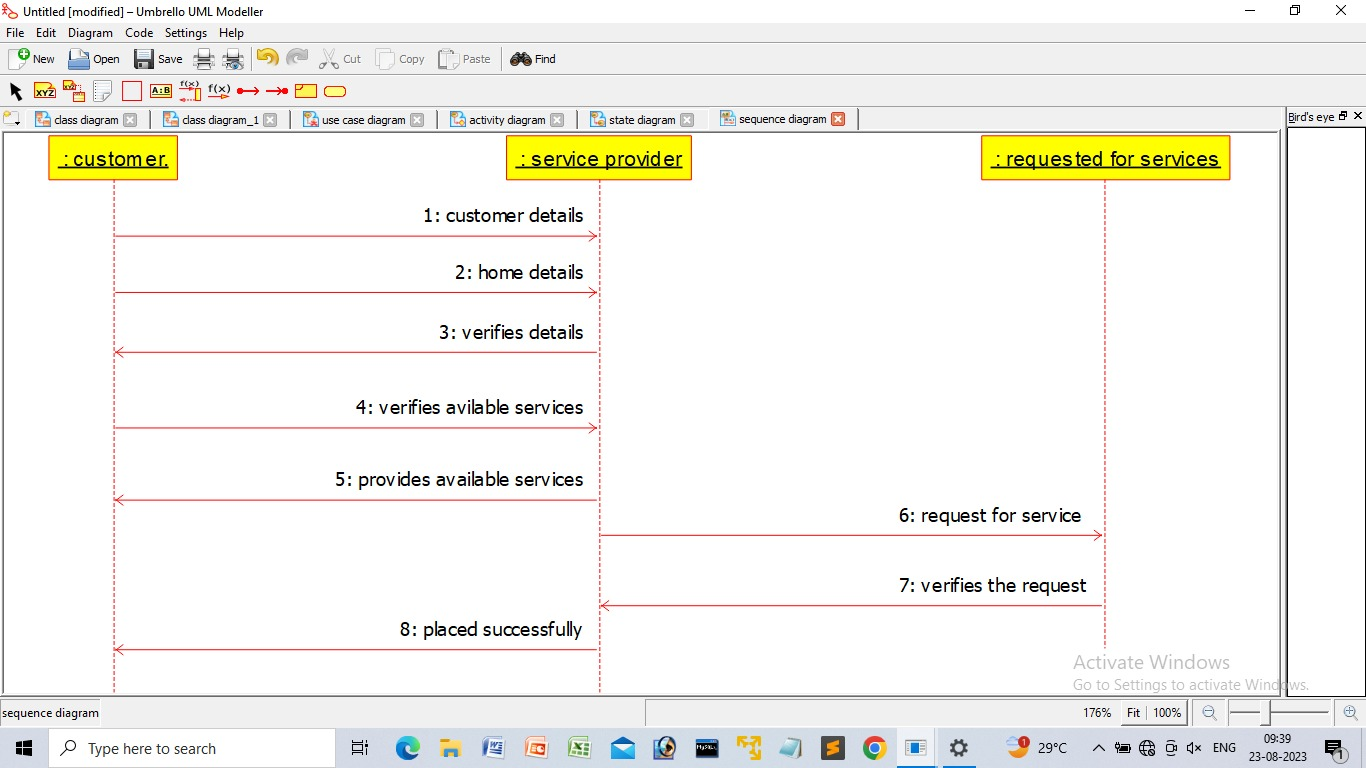 Untitled [modified] – Umbrello UML Modeller
File Edit Diagram Code Settings Help
New Open Save Cut Copy Paste Find
XYZ XYZ A:B f(x) f(x)
class diagram class diagram_1 use case diagram activity diagram state diagram sequence diagram Bird's eye
: customer. : service provider : requested for services
1: customer details
2: home details
3: verifies details
4: verifies avilable services
5: provides available services
6: request for service
7: verifies the request
8: placed successfully
Activate Windows
Go to Settings to activate Windows.
sequence diagram 176% Fit 100%
Type here to search MySQL 29°C ENG 09:39
23-08-2023 1